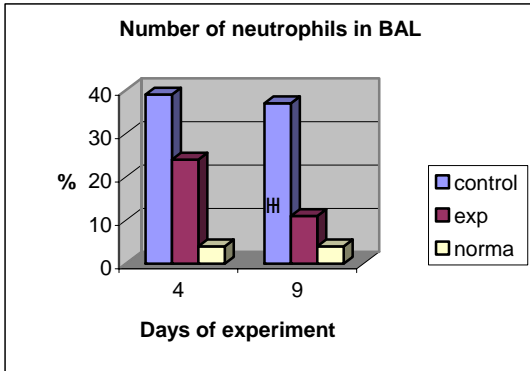 Number of neutrophils in BAL
40
30
20
10
0
%
4
9
Days of experiment
control
exp
norma